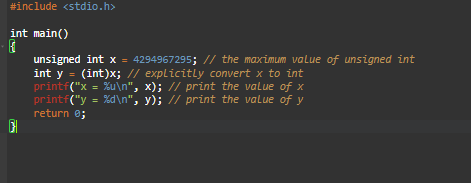 #include <stdio.h>
int main()
{
unsigned int x = 4294967295; // the maximum value of unsigned int
int y = (int)x; // explicitly convert x to int
printf("x = %u\n", x); // print the value of x
printf("y = %d\n", y); // print the value of y
return 0;
}